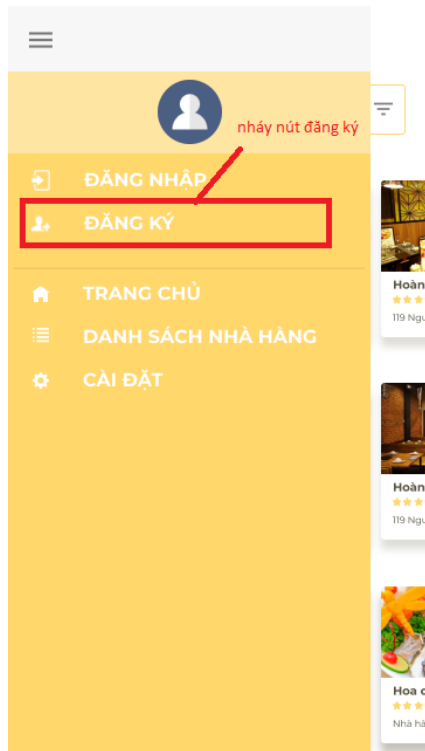 nháy nút đăng ký
ĐĂNG NHẬP
ĐĂNG KÝ
TRANG CHỦ
DANH SÁCH NHÀ HÀNG
CÀI ĐẶT
Hoàn
119 Ngu
Hoàn
119 Ngu
Hoa
Nhà